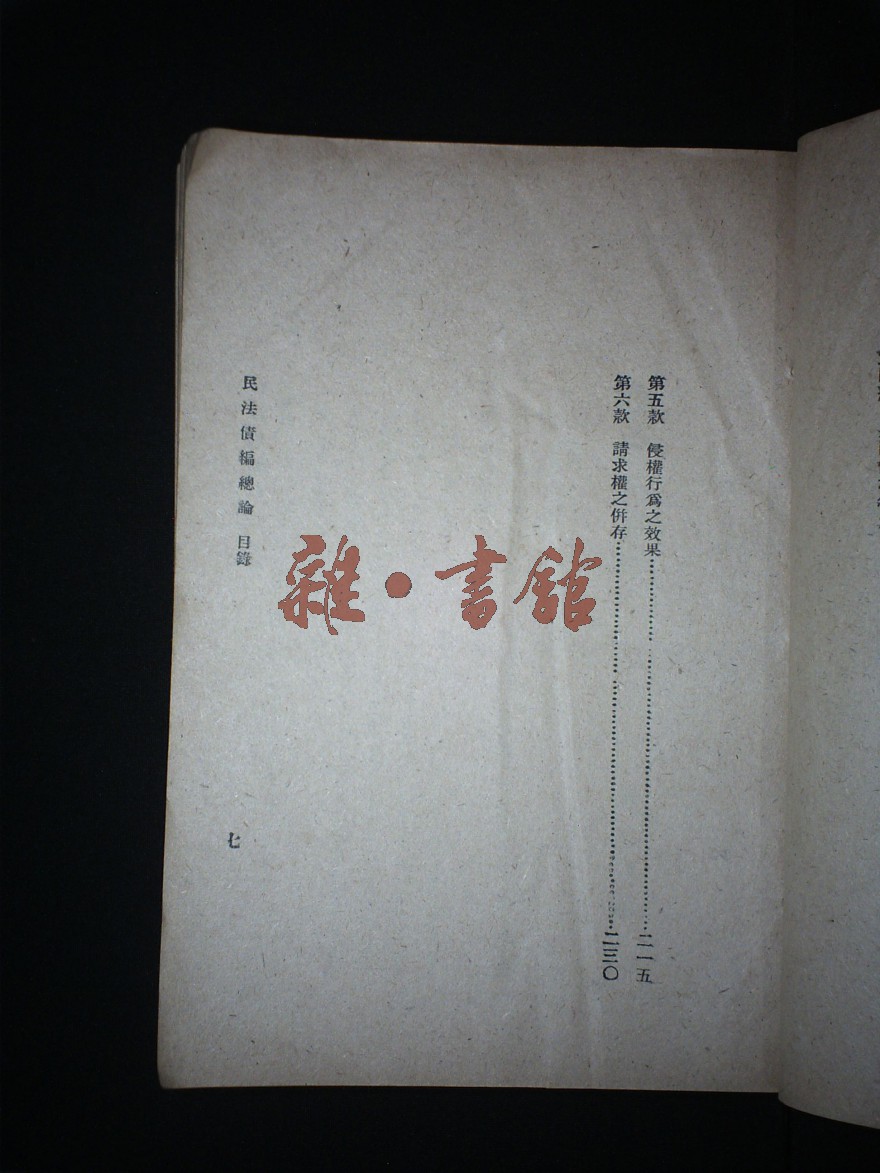 第五款　侵權行爲之效果……………………………………二一五
第六款　請求權之併存……………………………………二三〇
民法債編總論　目錄
七
雜·書館